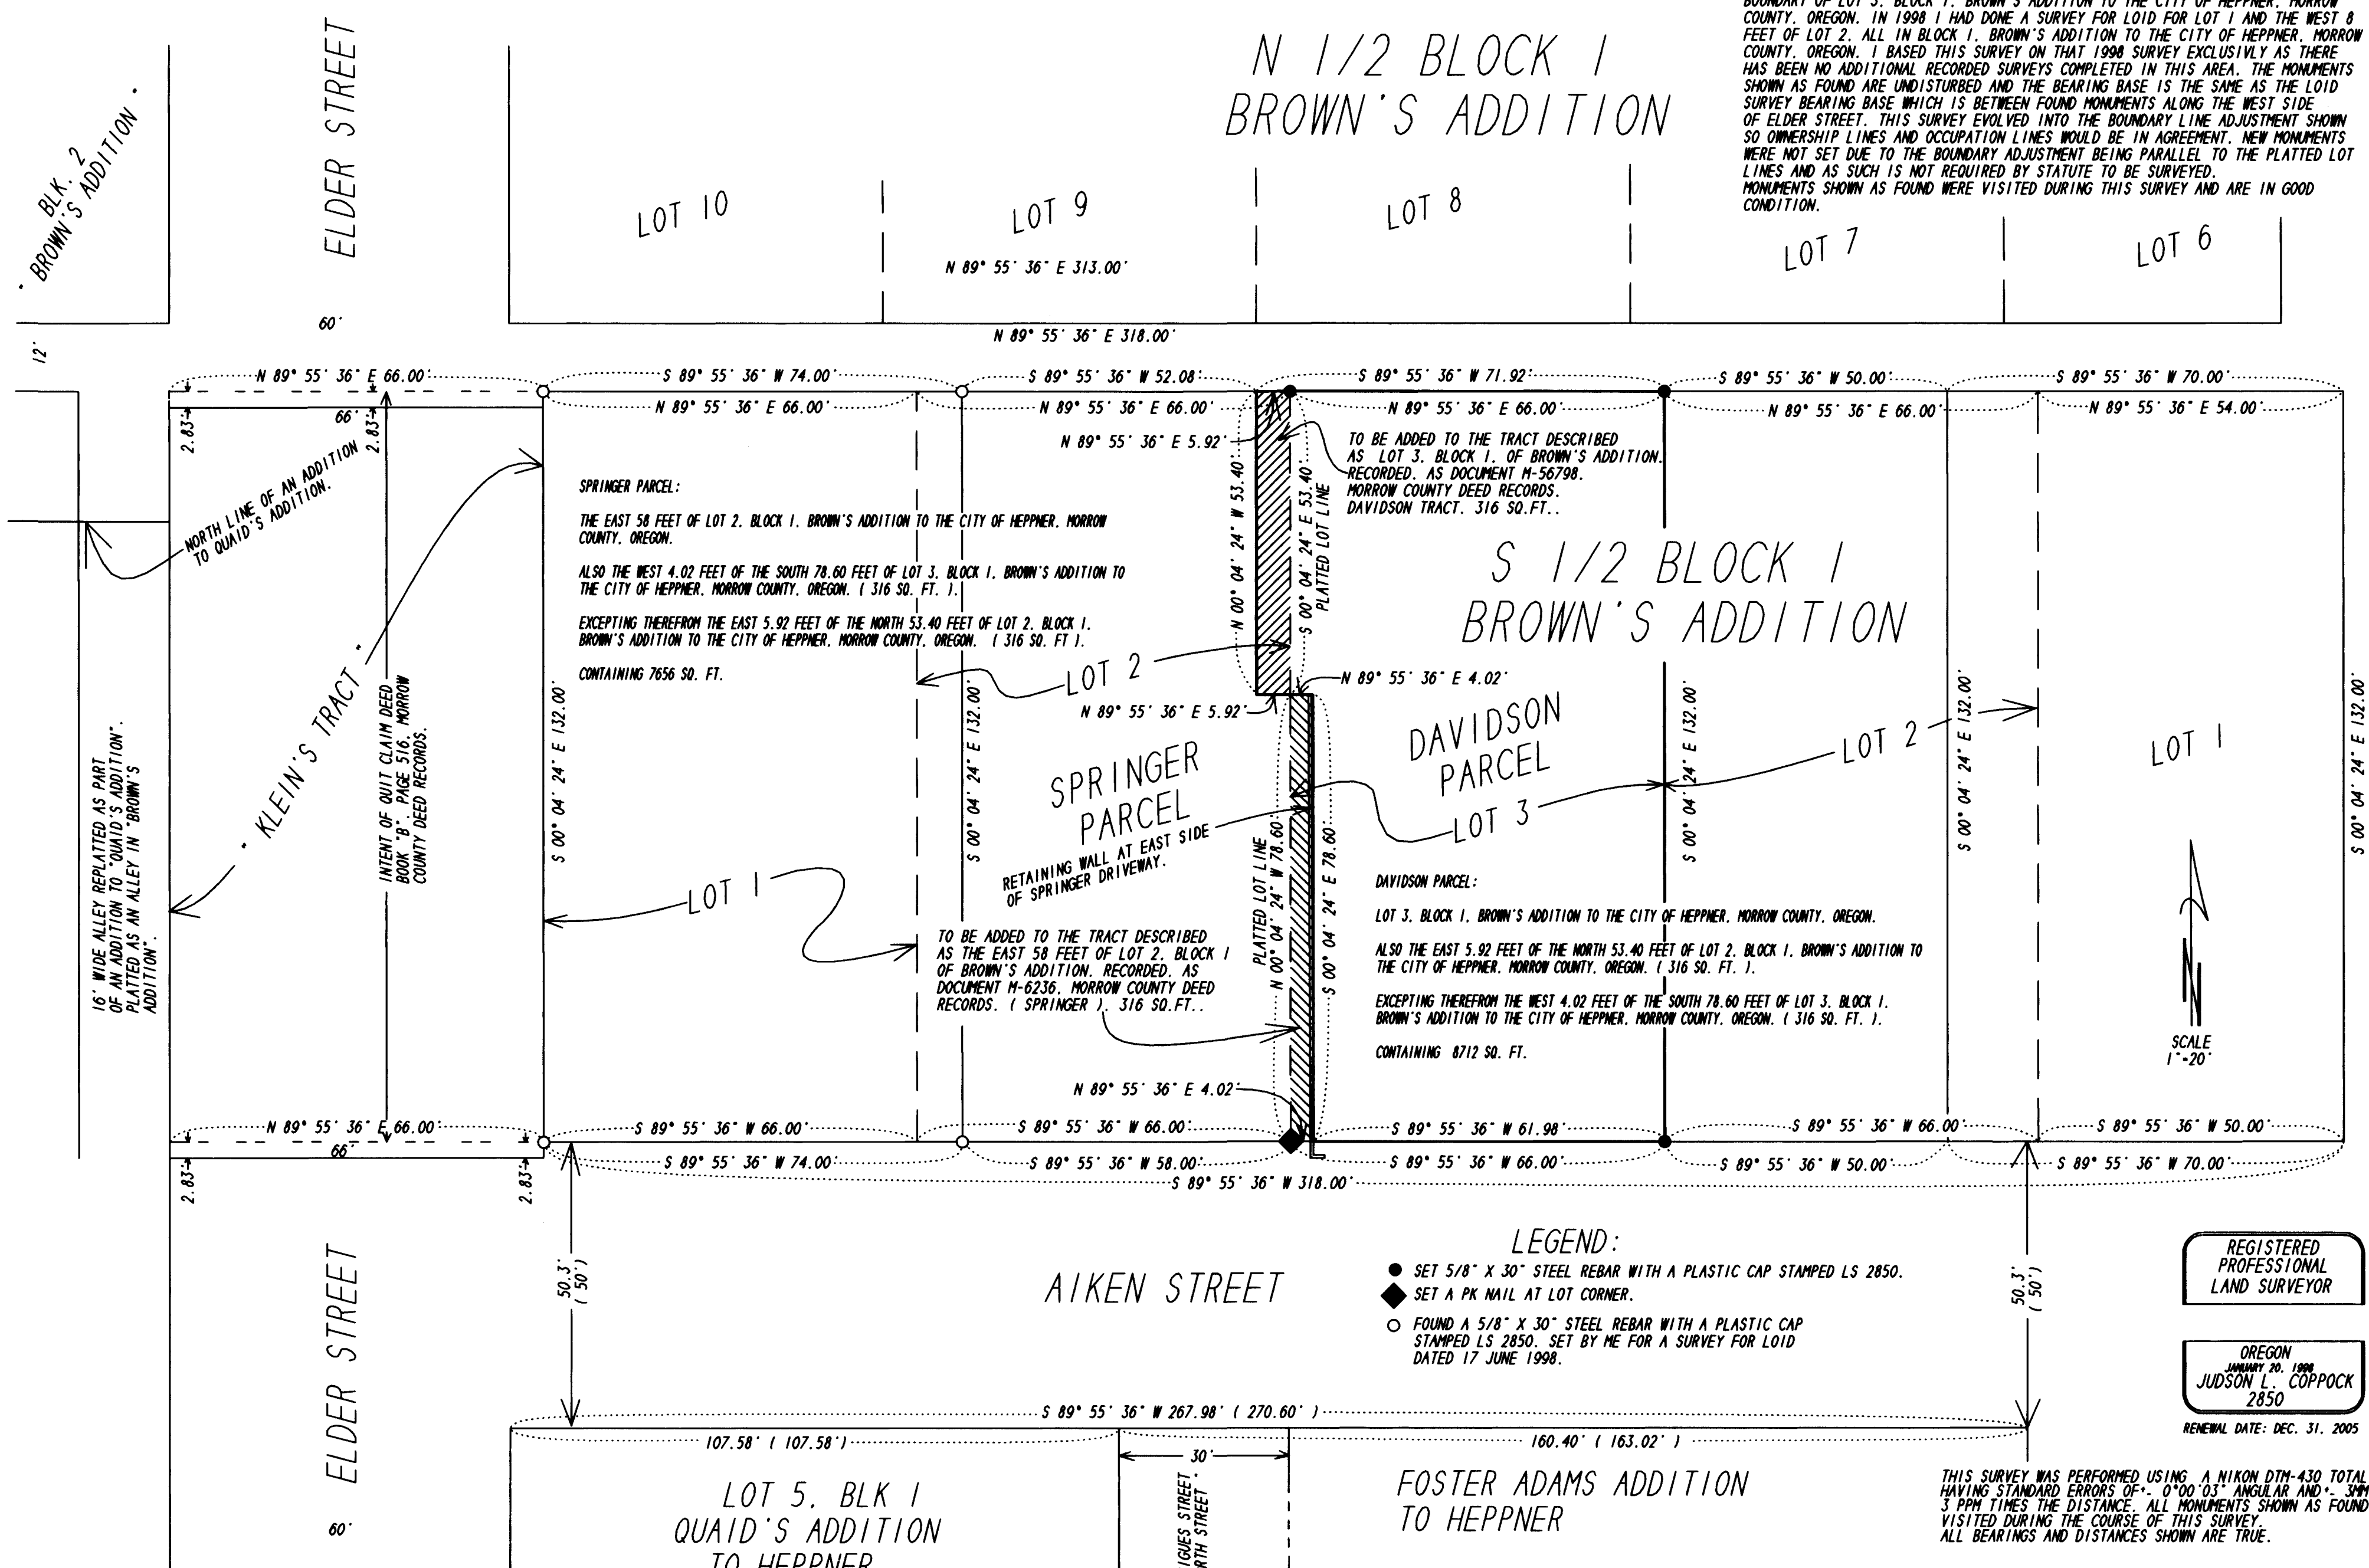 BOUNDARY OF LOT 3, BLOCK 1, BROWN'S ADDITION TO THE CITY OF HEPPNER, MORROW
COUNTY, OREGON. IN 1998 I HAD DONE A SURVEY FOR LOID FOR LOT 1 AND THE WEST 8
FEET OF LOT 2, ALL IN BLOCK 1, BROWN'S ADDITION TO THE CITY OF HEPPNER, MORROW
COUNTY, OREGON. I BASED THIS SURVEY ON THAT 1998 SURVEY EXCLUSIVLY AS THERE
HAS BEEN NO ADDITIONAL RECORDED SURVEYS COMPLETED IN THIS AREA. THE MONUMENTS
SHOWN AS FOUND ARE UNDISTURBED AND THE BEARING BASE IS THE SAME AS THE LOID
SURVEY BEARING BASE WHICH IS BETWEEN FOUND MONUMENTS ALONG THE WEST SIDE
OF ELDER STREET. THIS SURVEY EVOLVED INTO THE BOUNDARY LINE ADJUSTMENT SHOWN
SO OWNERSHIP LINES AND OCCUPATION LINES WOULD BE IN AGREEMENT. NEW MONUMENTS
WERE NOT SET DUE TO THE BOUNDARY ADJUSTMENT BEING PARALLEL TO THE PLATTED LOT
LINES AND AS SUCH IS NOT REQUIRED BY STATUTE TO BE SURVEYED.
MONUMENTS SHOWN AS FOUND WERE VISITED DURING THIS SURVEY AND ARE IN GOOD
CONDITION.
N 1/2 BLOCK 1
BROWN'S ADDITION
BLK. 2
" BROWN'S ADDITION "
ELDER STREET
LOT 10
LOT 9
LOT 8
LOT 7
LOT 6
N 89° 55' 36" E 313.00'
60'
12'
N 89° 55' 36" E 318.00'
N 89° 55' 36" E 66.00'
S 89° 55' 36" W 74.00'
S 89° 55' 36" W 52.08'
S 89° 55' 36" W 71.92'
S 89° 55' 36" W 50.00'
S 89° 55' 36" W 70.00'
66'
2.83'
2.83'
N 89° 55' 36" E 66.00'
N 89° 55' 36" E 66.00'
N 89° 55' 36" E 66.00'
N 89° 55' 36" E 66.00'
N 89° 55' 36" E 54.00'
N 89° 55' 36" E 5.92'
NORTH LINE OF AN ADDITION
TO QUAID'S ADDITION.
TO BE ADDED TO THE TRACT DESCRIBED
AS LOT 3, BLOCK 1, OF BROWN'S ADDITION,
RECORDED, AS DOCUMENT M-56798,
MORROW COUNTY DEED RECORDS.
DAVIDSON TRACT. 316 SQ.FT..
SPRINGER PARCEL:
THE EAST 58 FEET OF LOT 2, BLOCK 1, BROWN'S ADDITION TO THE CITY OF HEPPNER, MORROW
COUNTY, OREGON.
ALSO THE WEST 4.02 FEET OF THE SOUTH 78.60 FEET OF LOT 3, BLOCK 1, BROWN'S ADDITION TO
THE CITY OF HEPPNER, MORROW COUNTY, OREGON. ( 316 SQ. FT. ).
EXCEPTING THEREFROM THE EAST 5.92 FEET OF THE NORTH 53.40 FEET OF LOT 2, BLOCK 1,
BROWN'S ADDITION TO THE CITY OF HEPPNER, MORROW COUNTY, OREGON. ( 316 SQ. FT ).
CONTAINING 7656 SQ. FT.
N 00° 04' 24" W 53.40'
S 00° 04' 24" E 53.40'
PLATTED LOT LINE
S 1/2 BLOCK 1
BROWN'S ADDITION
LOT 2
N 89° 55' 36" E 4.02'
N 89° 55' 36" E 5.92'
" KLEIN'S TRACT "
INTENT OF QUIT CLAIM DEED
BOOK "B", PAGE 516, MORROW
COUNTY DEED RECORDS.
16' WIDE ALLEY REPLATTED AS PART
OF AN ADDITION TO "QUAID'S ADDITION".
PLATTED AS AN ALLEY IN "BROWN'S
ADDITION".
S 00° 04' 24" E 132.00'
S 00° 04' 24" E 132.00'
S 00° 04' 24" E 132.00'
S 00° 04' 24" E 132.00'
S 00° 04' 24" E 132.00'
SPRINGER
PARCEL
DAVIDSON
PARCEL
LOT 2
LOT 1
LOT 3
RETAINING WALL AT EAST SIDE
OF SPRINGER DRIVEWAY.
PLATTED LOT LINE
N 00° 04' 24" W 78.60'
S 00° 04' 24" E 78.60'
LOT 1
TO BE ADDED TO THE TRACT DESCRIBED
AS THE EAST 58 FEET OF LOT 2, BLOCK 1
OF BROWN'S ADDITION, RECORDED, AS
DOCUMENT M-6236, MORROW COUNTY DEED
RECORDS. ( SPRINGER ). 316 SQ.FT..
DAVIDSON PARCEL:
LOT 3, BLOCK 1, BROWN'S ADDITION TO THE CITY OF HEPPNER, MORROW COUNTY, OREGON.
ALSO THE EAST 5.92 FEET OF THE NORTH 53.40 FEET OF LOT 2, BLOCK 1, BROWN'S ADDITION TO
THE CITY OF HEPPNER, MORROW COUNTY, OREGON. ( 316 SQ. FT. ).
EXCEPTING THEREFROM THE WEST 4.02 FEET OF THE SOUTH 78.60 FEET OF LOT 3, BLOCK 1,
BROWN'S ADDITION TO THE CITY OF HEPPNER, MORROW COUNTY, OREGON. ( 316 SQ. FT. ).
CONTAINING 8712 SQ. FT.
N
SCALE
1"=20'
N 89° 55' 36" E 4.02'
N 89° 55' 36" E 66.00'
S 89° 55' 36" W 66.00'
S 89° 55' 36" W 66.00'
S 89° 55' 36" W 61.98'
S 89° 55' 36" W 66.00'
S 89° 55' 36" W 50.00'
66'
2.83'
2.83'
S 89° 55' 36" W 74.00'
S 89° 55' 36" W 58.00'
S 89° 55' 36" W 66.00'
S 89° 55' 36" W 50.00'
S 89° 55' 36" W 70.00'
S 89° 55' 36" W 318.00'
ELDER STREET
50.3'
( 50')
AIKEN STREET
50.3'
( 50')
LEGEND:
SET 5/8" X 30" STEEL REBAR WITH A PLASTIC CAP STAMPED LS 2850.
SET A PK NAIL AT LOT CORNER.
FOUND A 5/8" X 30" STEEL REBAR WITH A PLASTIC CAP
STAMPED LS 2850. SET BY ME FOR A SURVEY FOR LOID
DATED 17 JUNE 1998.
REGISTERED
PROFESSIONAL
LAND SURVEYOR
OREGON
JANUARY 20, 1998
JUDSON L. COPPOCK
2850
RENEWAL DATE: DEC. 31, 2005
S 89° 55' 36" W 267.98' ( 270.60' )
107.58' ( 107.58')
160.40' ( 163.02' )
30'
60'
LOT 5, BLK 1
QUAID'S ADDITION
TO HEPPNER
FOSTER ADAMS ADDITION
TO HEPPNER
STREET
STREET "
THIS SURVEY WAS PERFORMED USING A NIKON DTM-430 TOTAL
HAVING STANDARD ERRORS OF+- 0°00'03" ANGULAR AND+- 3MM
3 PPM TIMES THE DISTANCE. ALL MONUMENTS SHOWN AS FOUND
VISITED DURING THE COURSE OF THIS SURVEY.
ALL BEARINGS AND DISTANCES SHOWN ARE TRUE.